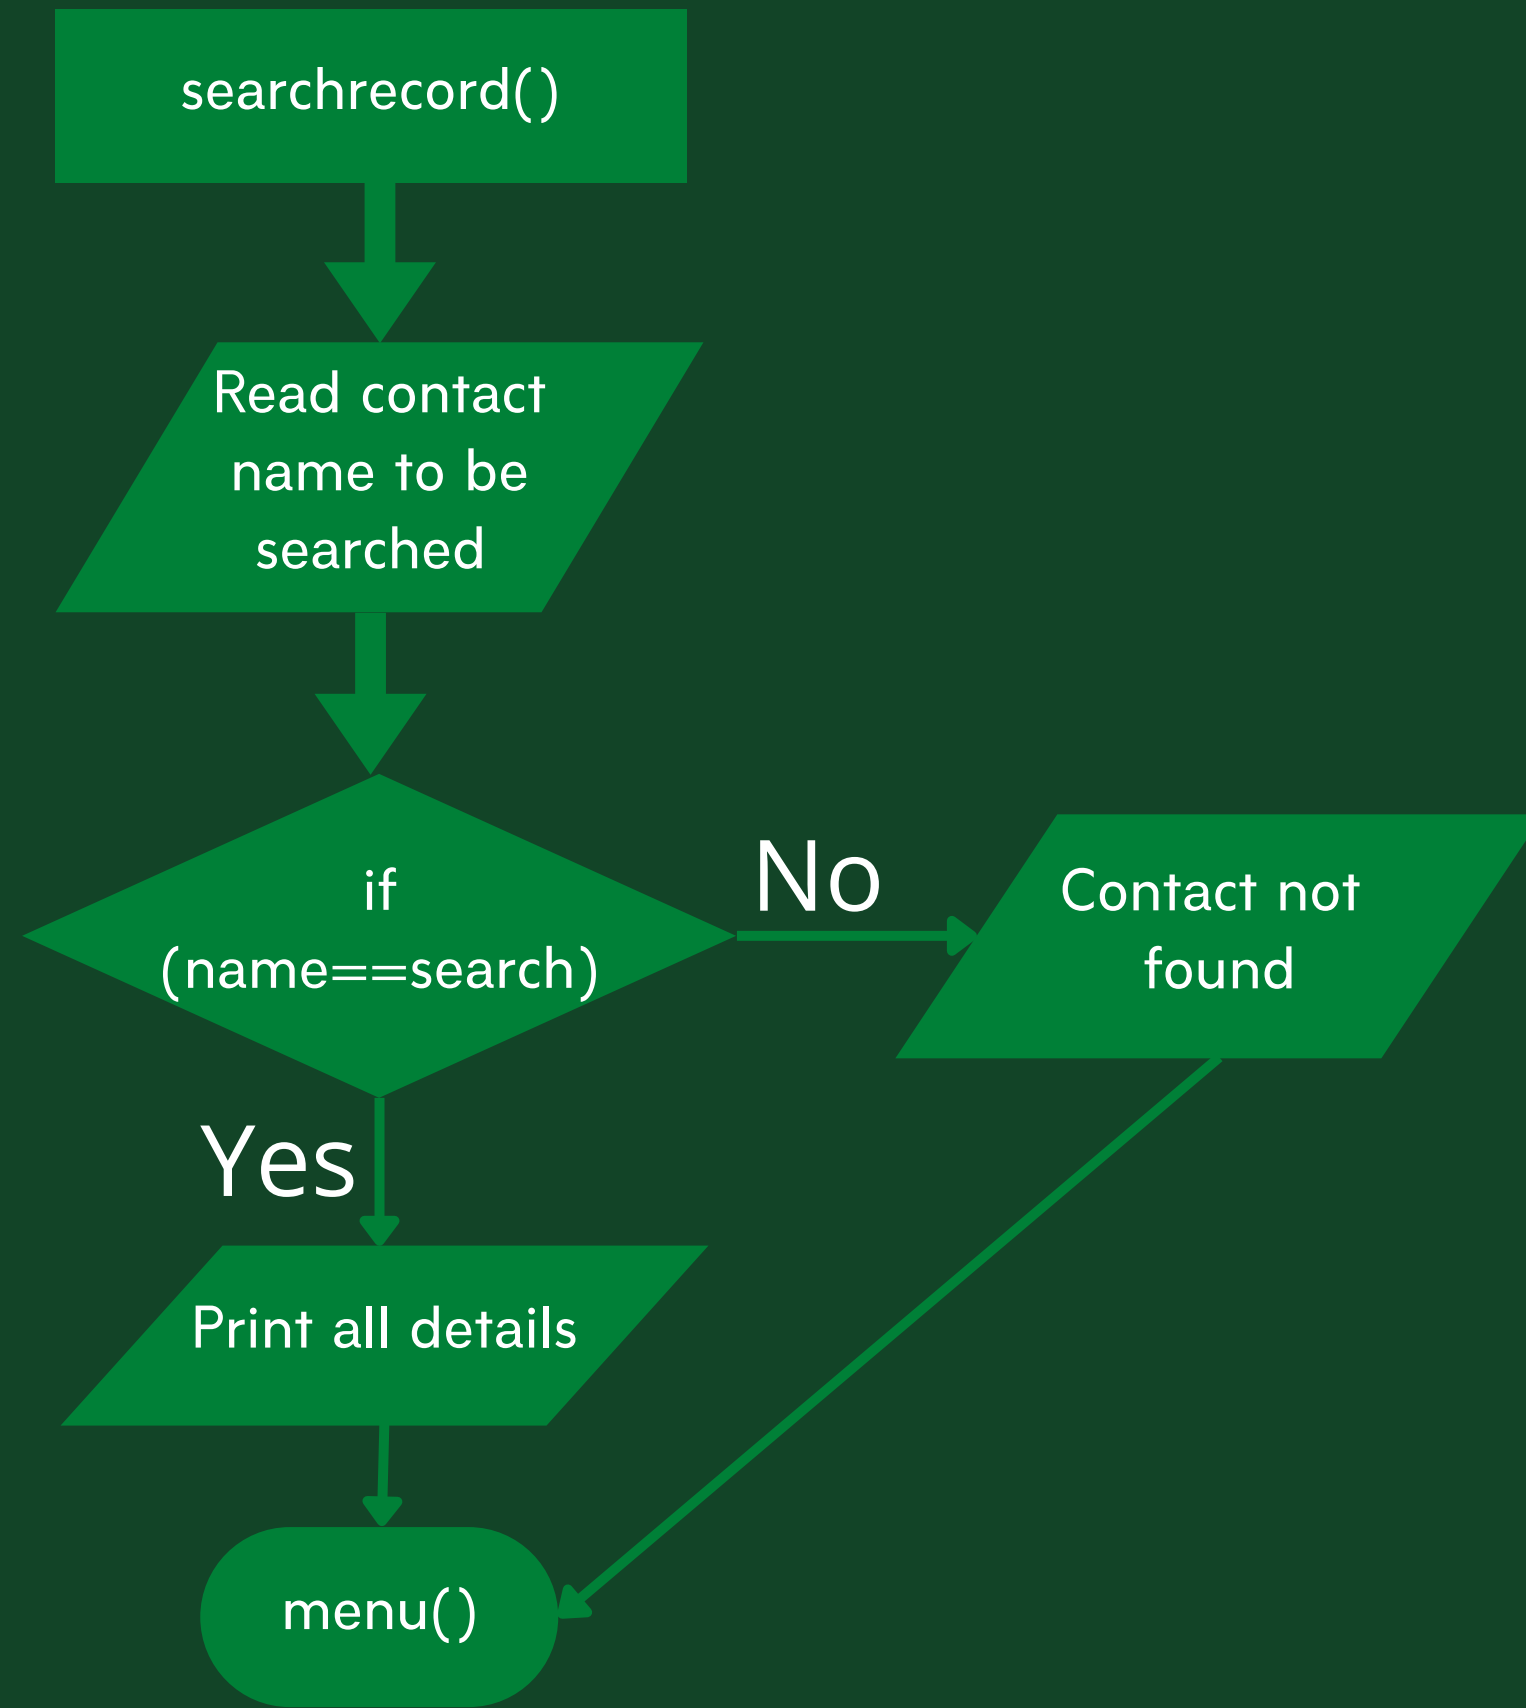 searchrecord()
Read contact
name to be
searched
if
(name==search)
No
Contact not
found
Yes
Print all details
menu()